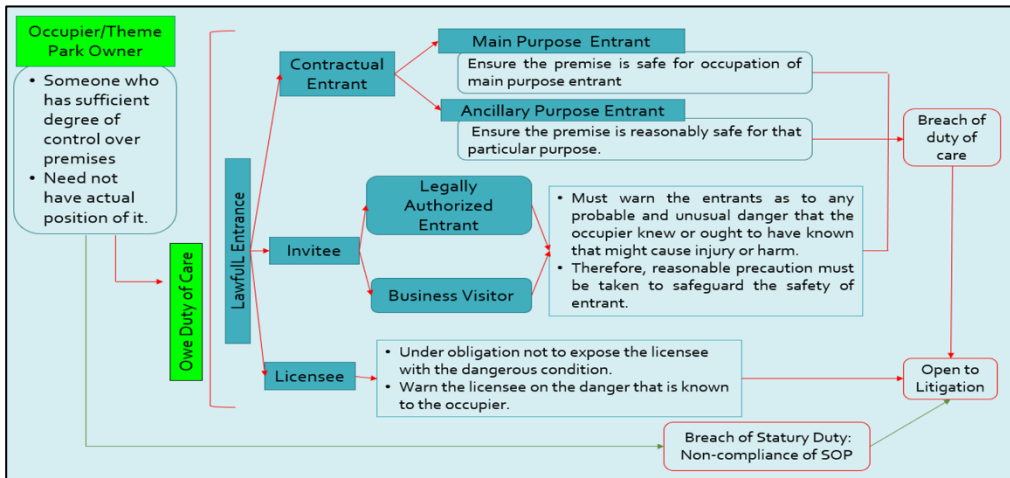 Occupier/Theme
Park Owner
• Someone who
has sufficient
degree of
control over
premises
• Need not
have actual
position of it.
Owe Duty of Care
LawfulL Entrance
Contractual
Entrant
Main Purpose Entrant
Ensure the premise is safe for occupation of
main purpose entrant
Ancillary Purpose Entrant
Ensure the premise is reasonably safe for that
particular purpose.
Invitee
Legally
Authorized
Entrant
Business Visitor
• Must warn the entrants as to any
probable and unusual danger that the
occupier knew or ought to have known
that might cause injury or harm.
• Therefore, reasonable precaution must
be taken to safeguard the safety of
entrant.
Licensee
• Under obligation not to expose the licensee
with the dangerous condition.
• Warn the licensee on the danger that is known
to the occupier.
Breach of
duty of
care
Open to
Litigation
Breach of Statury Duty:
Non-compliance of SOP